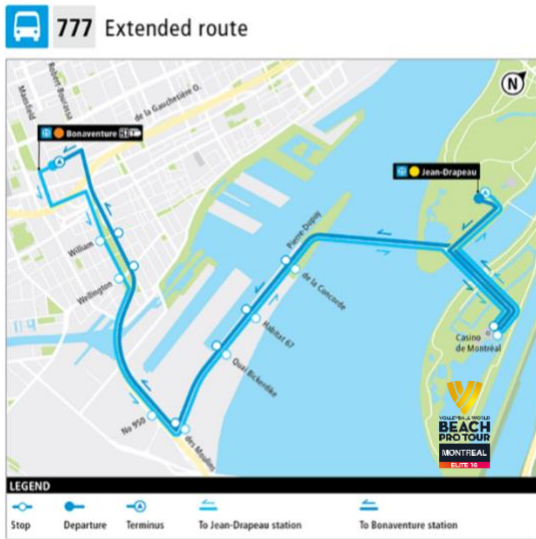 777 Extended route
N
Mansfield
Robert-Bourassa
de la Gauchetière O.
Bonaventure
Jean-Drapeau
William
Wellington
Pierre-Dupuy
de la Concorde
Habitat 67
Quai Bickerdike
No 950
des Moulins
Casino
de Montréal
VOLLEYBALL WORLD
BEACH
PRO TOUR
MONTREAL
ELITE 16
LEGEND
Stop
Departure
Terminus
To Jean-Drapeau station
To Bonaventure station